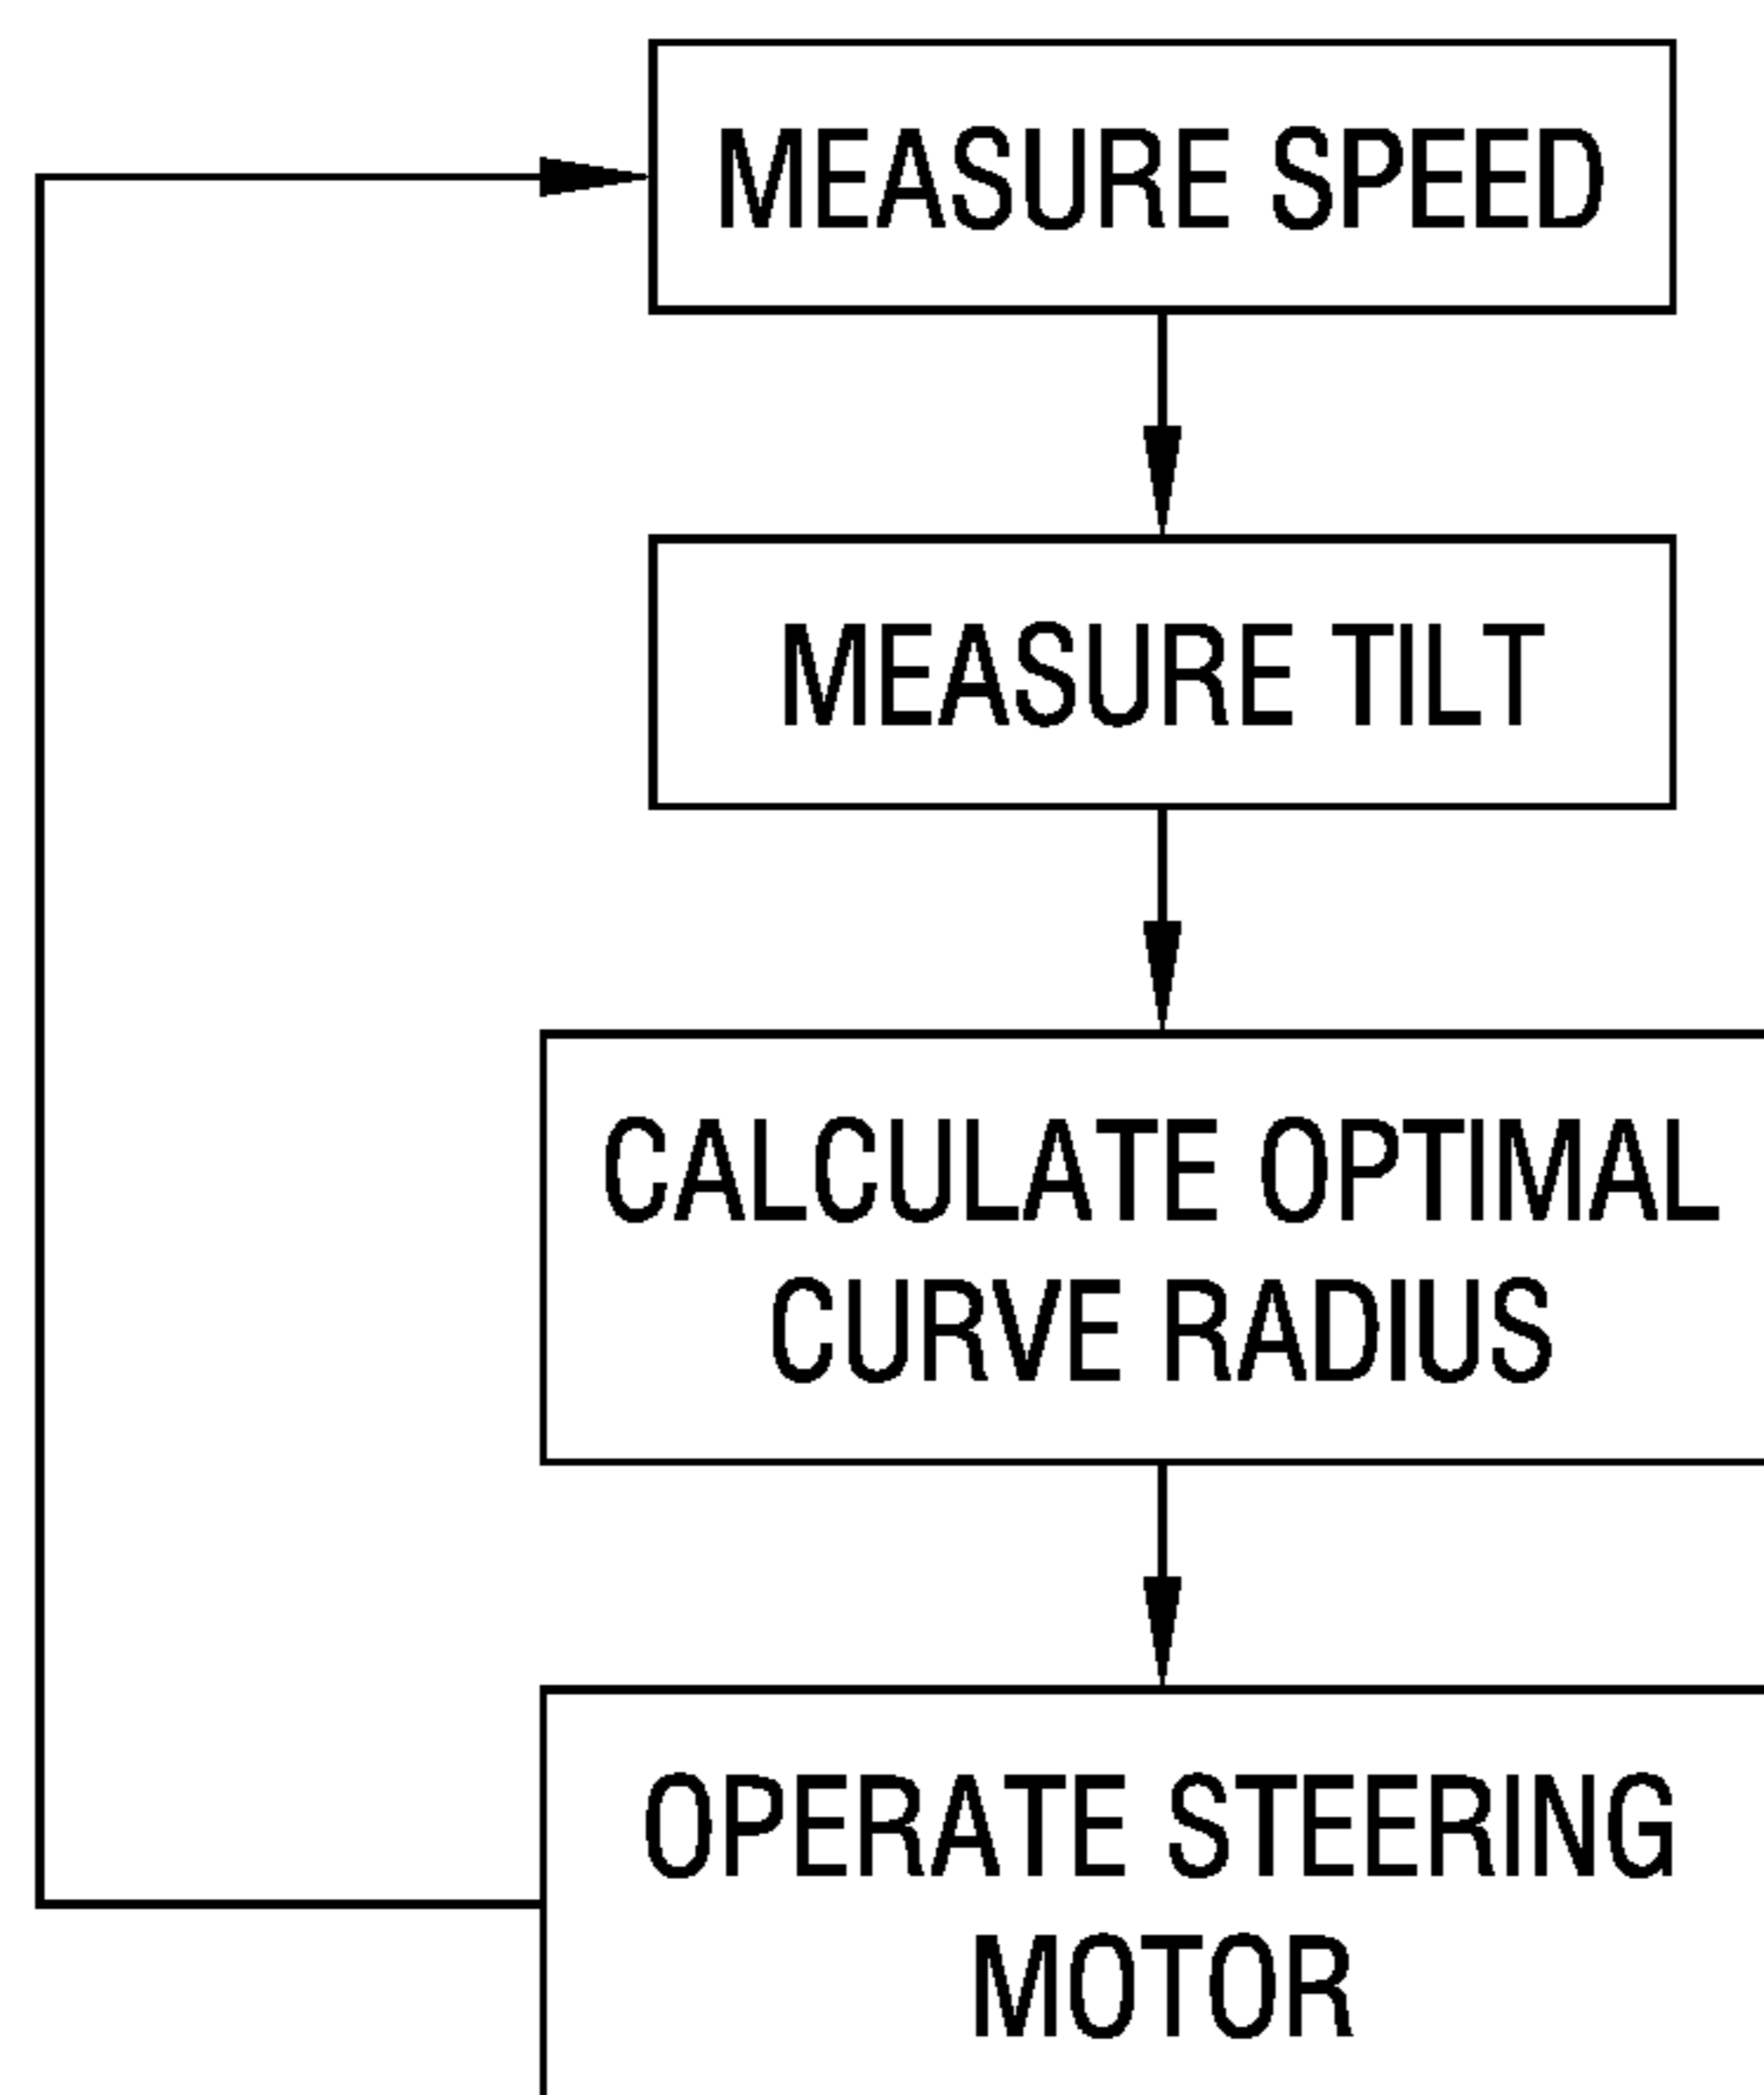 MEASURE SPEED
MEASURE TILT
CALCULATE OPTIMAL
CURVE RADIUS
OPERATE STEERING
MOTOR